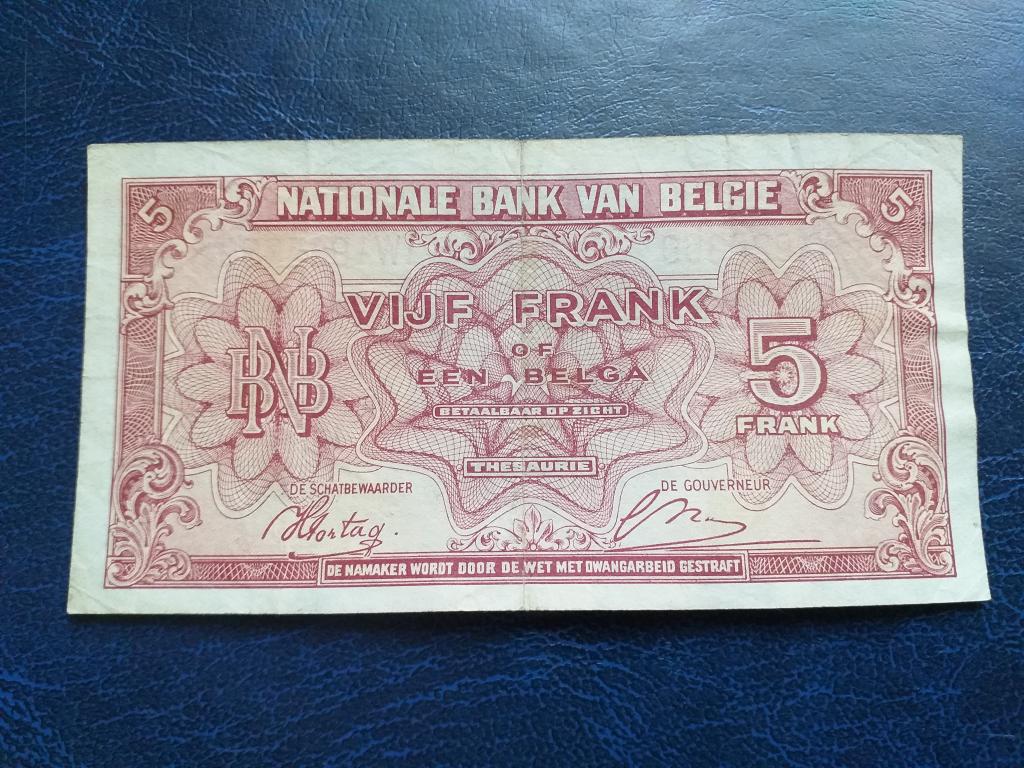 5 NATIONALE BANK VAN BELGIE 5
VIJF FRANK
OF
EEN BELGA
BETAALBAAR OP ZICHT
THESAURIE
BNB
5
FRANK
DE SCHATBEWAARDER
DE GOUVERNEUR
DE NAMAKER WORDT DOOR DE WET MET DWANGARBEID GESTRAFT